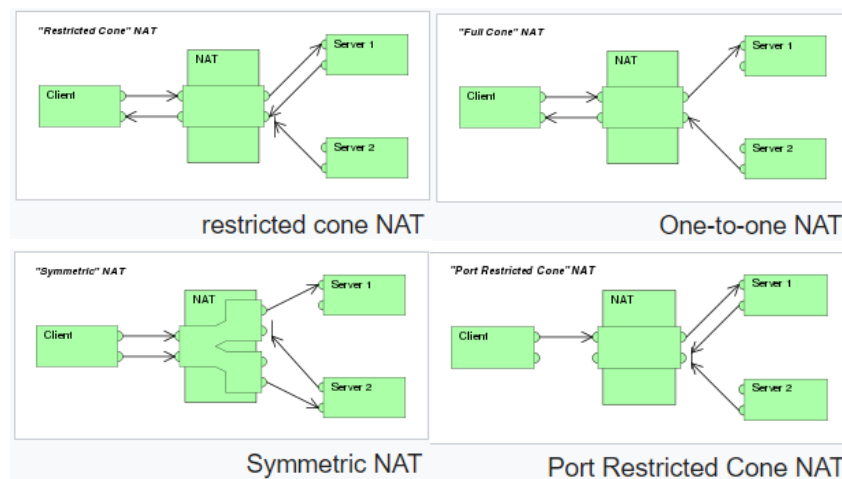 "Restricted Cone" NAT
NAT
Server 1
Client
Server 2
restricted cone NAT
"Full Cone" NAT
NAT
Server 1
Client
Server 2
One-to-one NAT
"Symmetric" NAT
NAT
Server 1
Client
Server 2
Symmetric NAT
"Port Restricted Cone" NAT
NAT
Server 1
Client
Server 2
Port Restricted Cone NAT